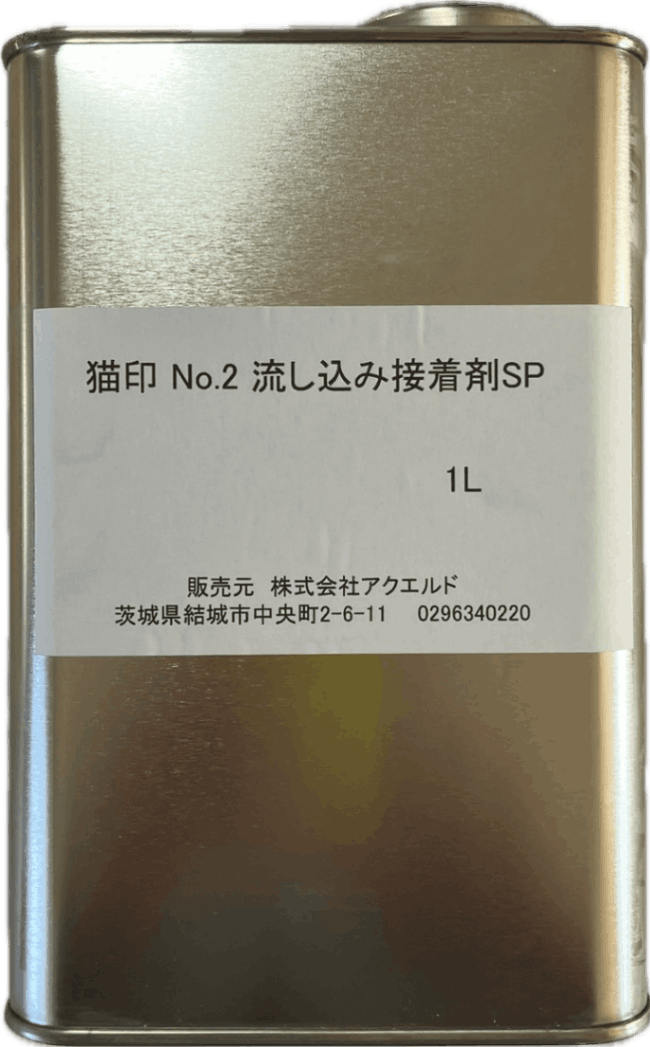 猫印 No.2 流し込み接着剤SP
1L
販売元 株式会社アクエルド
茨城県結城市中央町2-6-11 0296340220